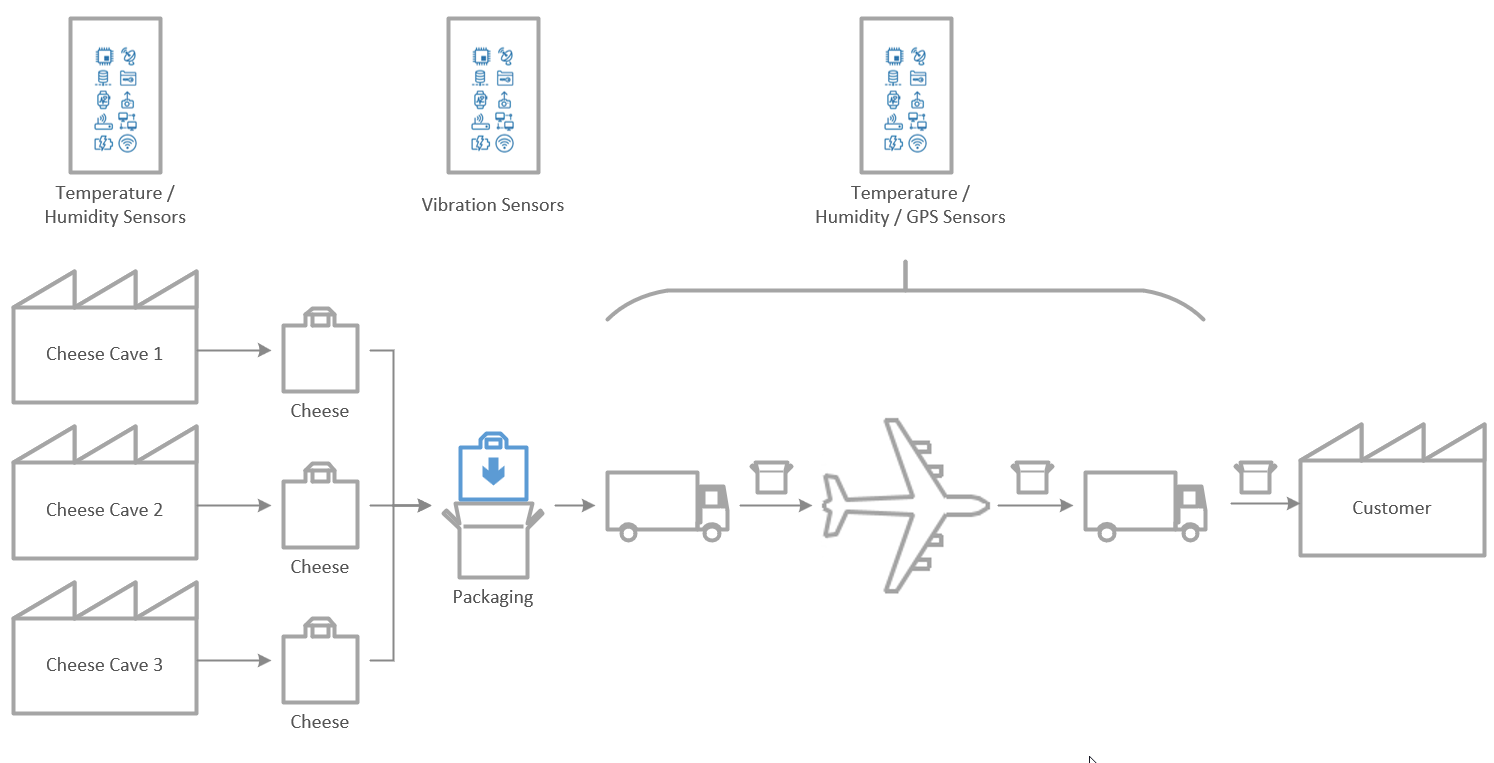 Temperature /
Humidity Sensors
Vibration Sensors
Temperature /
Humidity / GPS Sensors
Cheese Cave 1
Cheese
Cheese Cave 2
Cheese
Packaging
Customer
Cheese Cave 3
Cheese